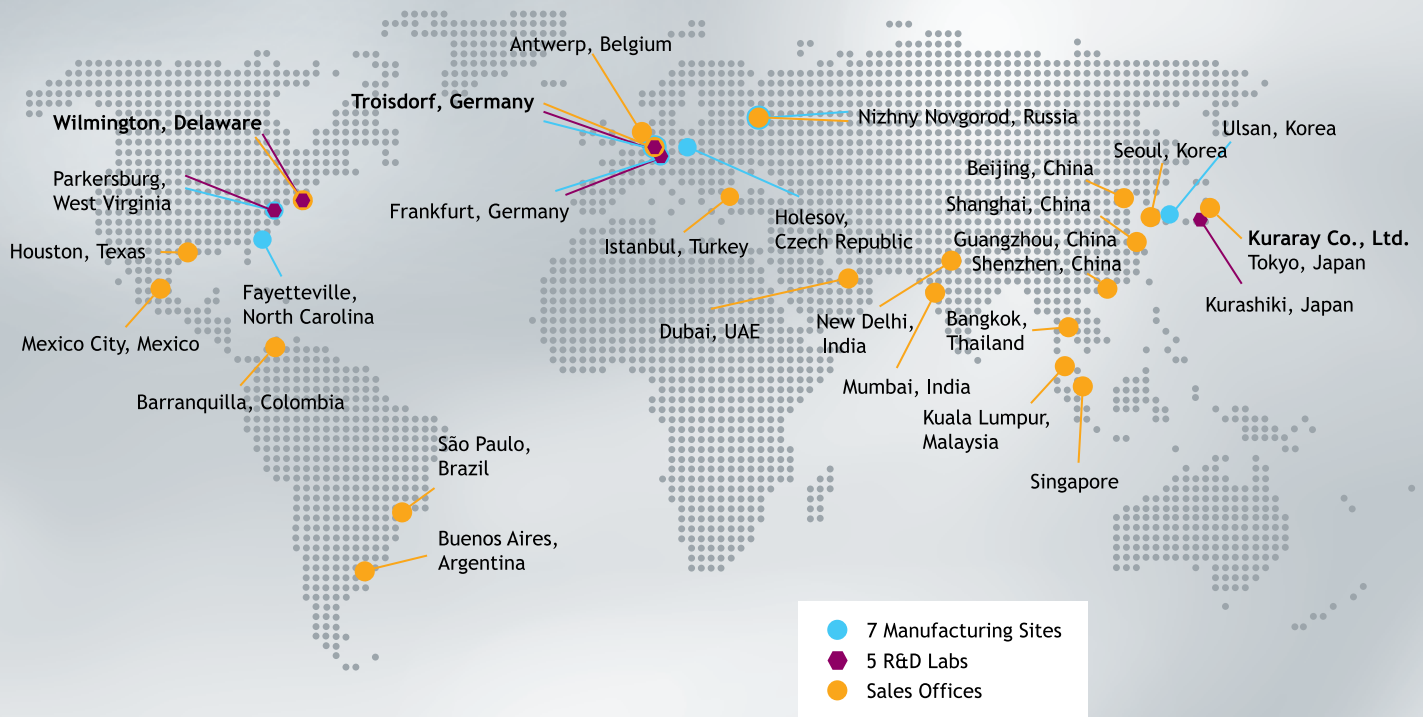 Antwerp, Belgium
Troisdorf, Germany
Wilmington, Delaware
Nizhny Novgorod, Russia
Ulsan, Korea
Seoul, Korea
Beijing, China
Parkersburg,
West Virginia
Shanghai, China
Frankfurt, Germany
Holesov,
Czech Republic
Istanbul, Turkey
Guangzhou, China
Shenzhen, China
Kuraray Co., Ltd.
Tokyo, Japan
Houston, Texas
Fayetteville,
North Carolina
Kurashiki, Japan
Mexico City, Mexico
Dubai, UAE
New Delhi,
India
Bangkok,
Thailand
Mumbai, India
Barranquilla, Colombia
Kuala Lumpur,
Malaysia
São Paulo,
Brazil
Singapore
Buenos Aires,
Argentina
7 Manufacturing Sites
5 R&D Labs
Sales Offices